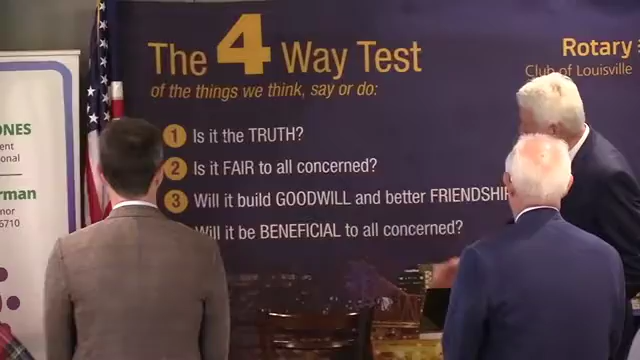 The 4 Way Test
of the things we think, say or do:
1 Is it the TRUTH?
2 Is it FAIR to all concerned?
3 Will it build GOODWILL and better FRIENDSHI
Will it be BENEFICIAL to all concerned?
Rotary
Club of Louisville
ONES
ent
onal
rman
nor
6710